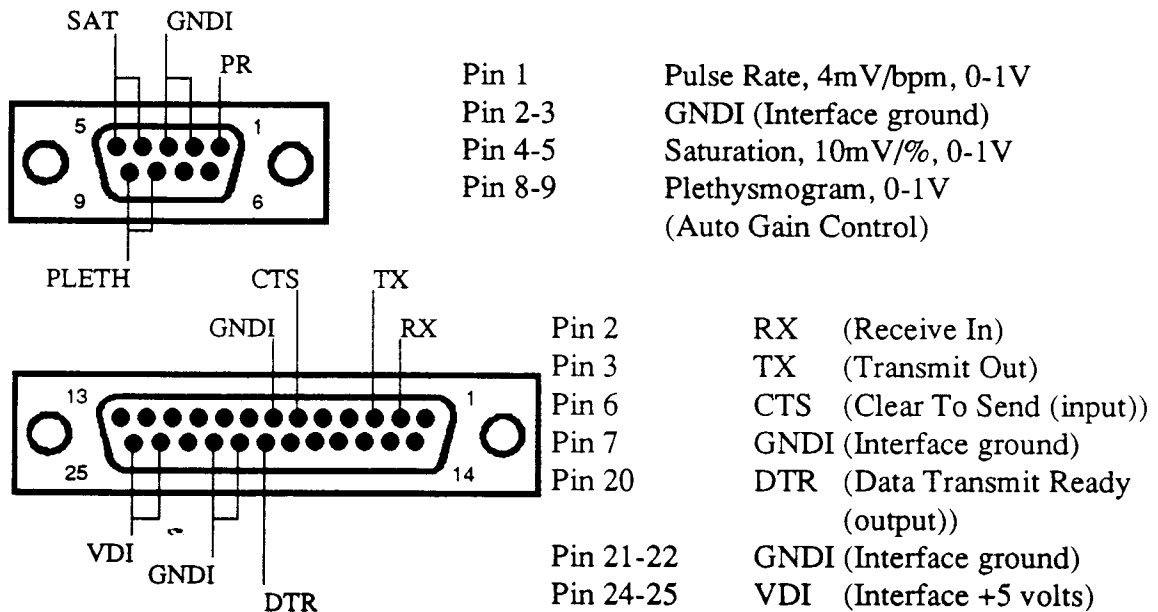 SAT GNDI
PR
5 1
9 6
PLETH
Pin 1 Pulse Rate, 4mV/bpm, 0-1V
Pin 2-3 GNDI (Interface ground)
Pin 4-5 Saturation, 10mV/%, 0-1V
Pin 8-9 Plethysmogram, 0-1V
(Auto Gain Control)
CTS TX
GNDI RX
13 1
25 14
VDI
GNDI
DTR
Pin 2 RX (Receive In)
Pin 3 TX (Transmit Out)
Pin 6 CTS (Clear To Send (input))
Pin 7 GNDI (Interface ground)
Pin 20 DTR (Data Transmit Ready
(output))
Pin 21-22 GNDI (Interface ground)
Pin 24-25 VDI (Interface +5 volts)